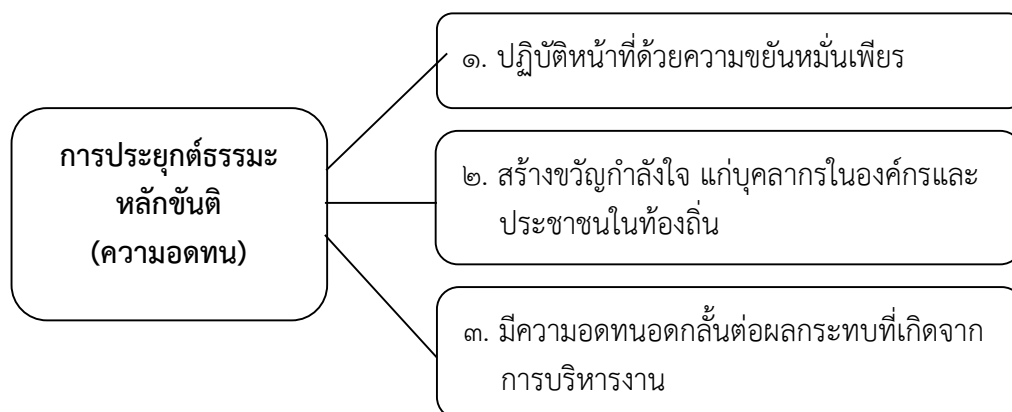 การประยุกต์ธรรมะ
หลักขันติ
(ความอดทน)
๑. ปฏิบัติหน้าที่ด้วยความขยันหมั่นเพียร
๒. สร้างขวัญกำลังใจ แก่บุคลากรในองค์กรและ
ประชาชนในท้องถิ่น
๓. มีความอดทนอดกลั้นต่อผลกระทบที่เกิดจาก
การบริหารงาน